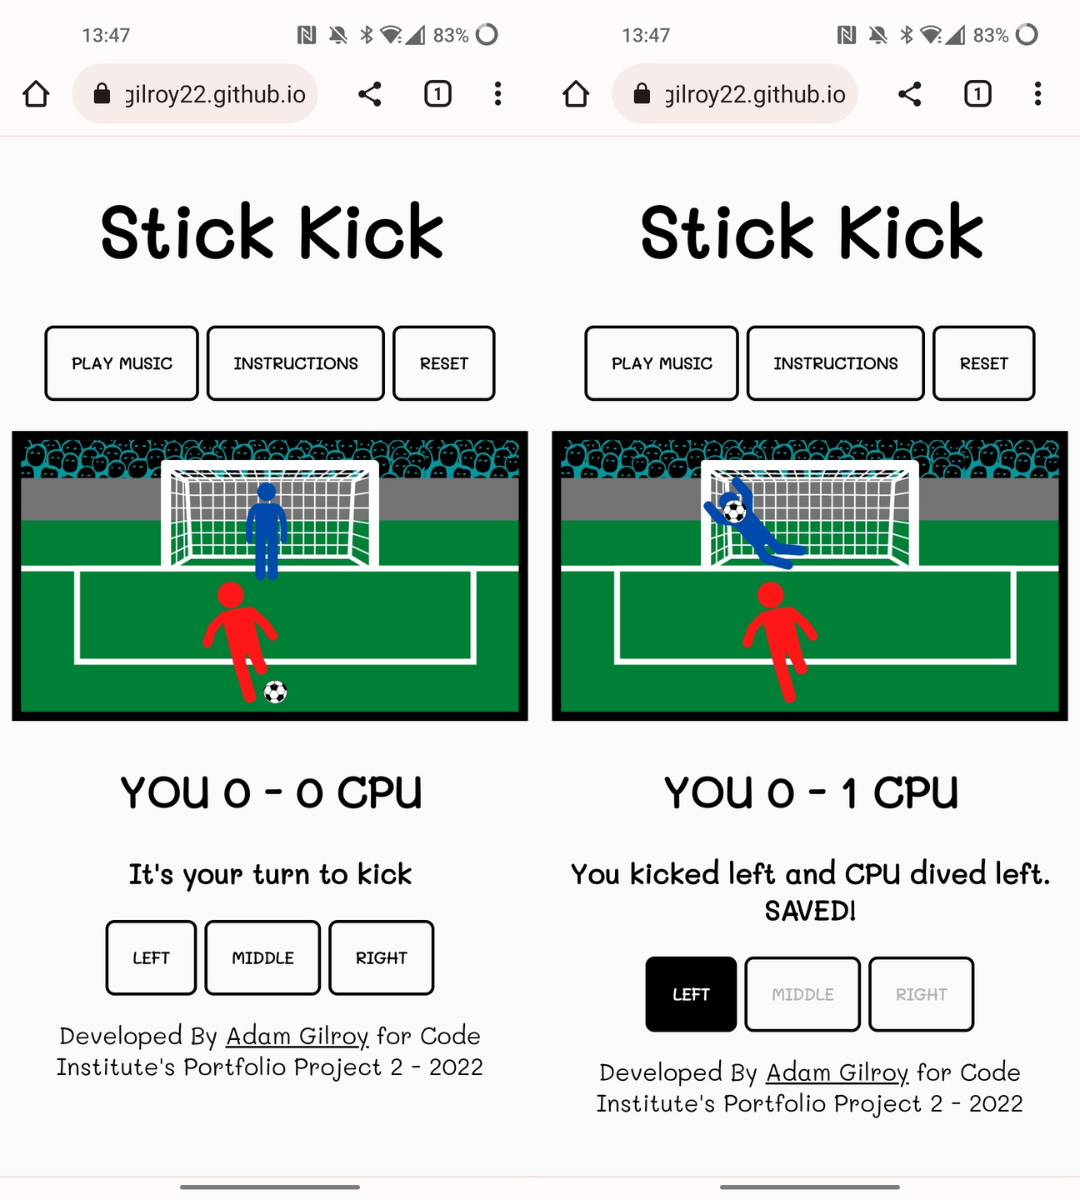 13:47
83%
gilroy22.github.io
1
Stick Kick
PLAY MUSIC
INSTRUCTIONS
RESET
YOU 0 - 0 CPU
It's your turn to kick
LEFT
MIDDLE
RIGHT
Developed By Adam Gilroy for Code
Institute's Portfolio Project 2 - 2022
13:47
83%
gilroy22.github.io
1
Stick Kick
PLAY MUSIC
INSTRUCTIONS
RESET
YOU 0 - 1 CPU
You kicked left and CPU dived left.
SAVED!
LEFT
MIDDLE
RIGHT
Developed By Adam Gilroy for Code
Institute's Portfolio Project 2 - 2022